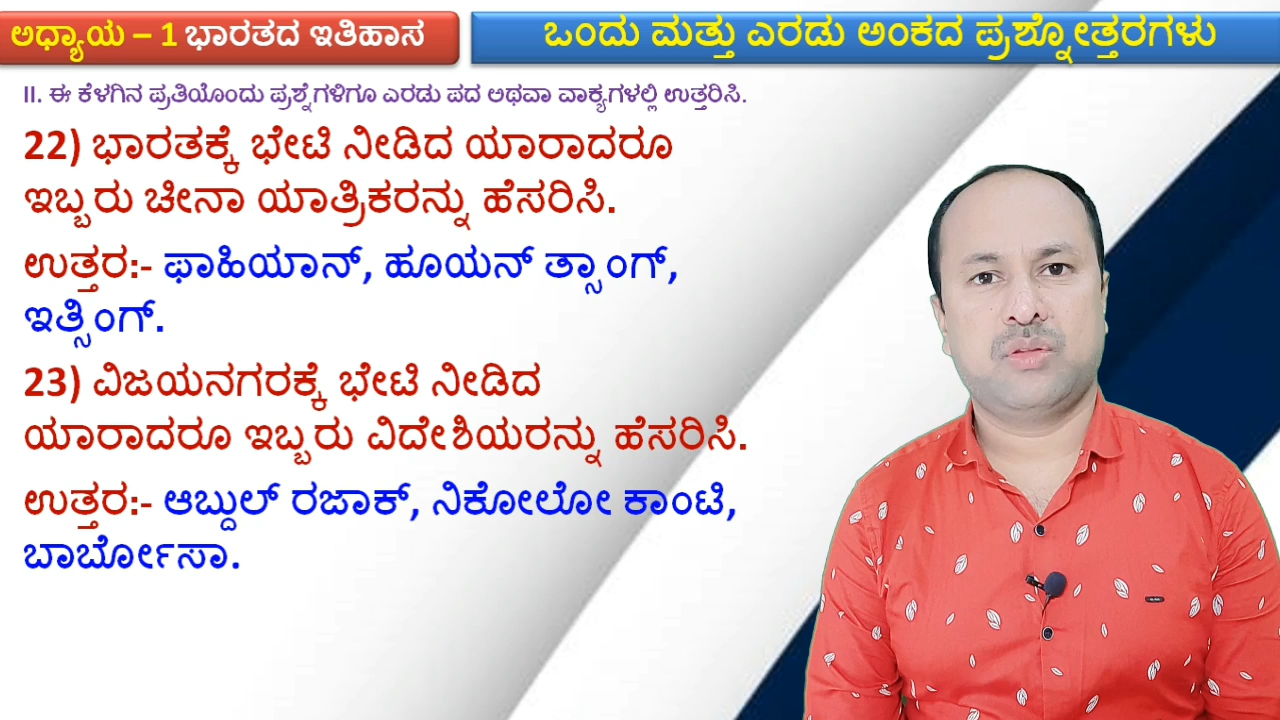 ಅಧ್ಯಾಯ – 1 ಭಾರತದ ಇತಿಹಾಸ
ಒಂದು ಮತ್ತು ಎರಡು ಅಂಕದ ಪ್ರಶ್ನೋತ್ತರಗಳು
II. ಈ ಕೆಳಗಿನ ಪ್ರತಿಯೊಂದು ಪ್ರಶ್ನೆಗಳಿಗೂ ಎರಡು ಪದ ಅಥವಾ ವಾಕ್ಯಗಳಲ್ಲಿ ಉತ್ತರಿಸಿ.
22) ಭಾರತಕ್ಕೆ ಭೇಟಿ ನೀಡಿದ ಯಾರಾದರೂ
ಇಬ್ಬರು ಚೀನಾ ಯಾತ್ರಿಕರನ್ನು ಹೆಸರಿಸಿ.
ಉತ್ತರ:- ಫಾಹಿಯಾನ್, ಹೂಯನ್ ತ್ಸಾಂಗ್,
ಇತ್ಸಿಂಗ್.
23) ವಿಜಯನಗರಕ್ಕೆ ಭೇಟಿ ನೀಡಿದ
ಯಾರಾದರೂ ಇಬ್ಬರು ವಿದೇಶಿಯರನ್ನು ಹೆಸರಿಸಿ.
ಉತ್ತರ:- ಆಬ್ದುಲ್ ರಜಾಕ್, ನಿಕೋಲೋ ಕಾಂಟಿ,
ಬಾರ್ಬೋಸಾ.